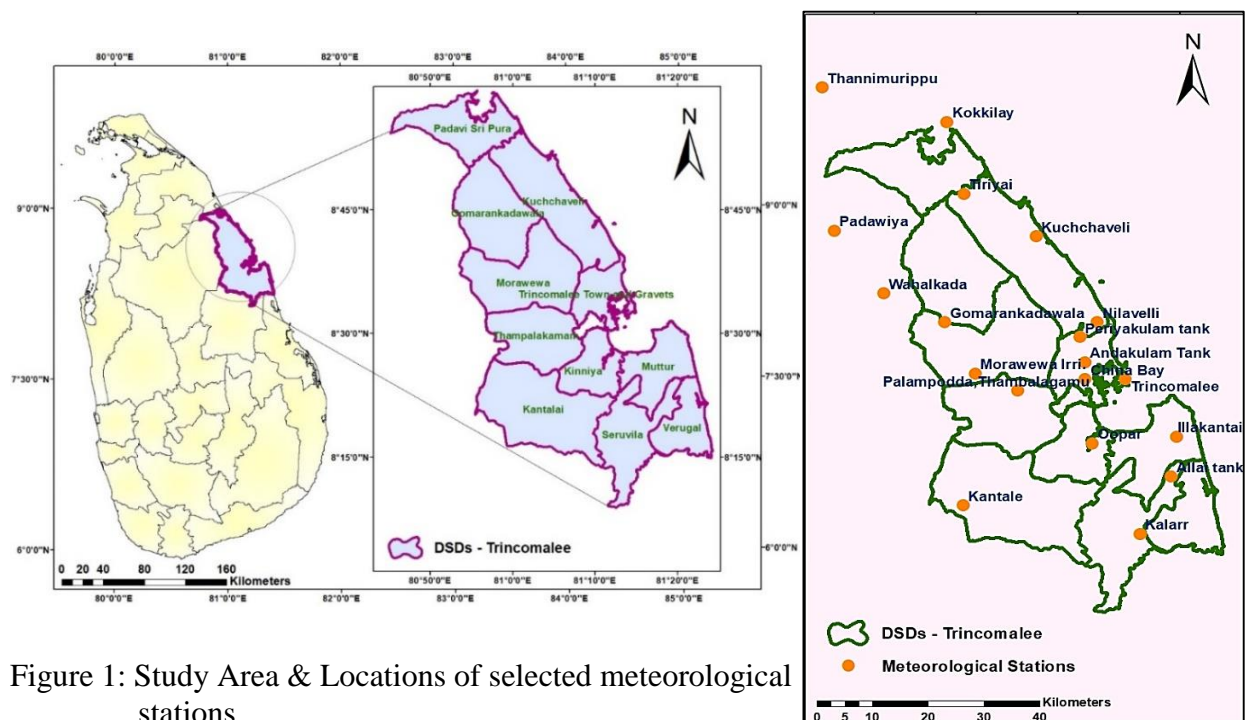 80°0'0"E
81°0'0"E
82°0'0"E
83°0'0"E
84°0'0"E
85°0'0"E
80°50'0"E
81°0'0"E
81°10'0"E
81°20'0"E
N
Padavi Sri Pura
Kuchchaveli
Gomarankadawala
9°0'0"N
8°45'0"N
8°45'0"N
9°0'0"N
Morawewa
Trincomalee Town and Gravets
8°30'0"N
8°30'0"N
Thampalakamam
Kinniya
Muttur
7°30'0"N
7°30'0"N
Kantalai
Seruvila
Verugal
8°15'0"N
8°15'0"N
DSDs - Trincomalee
6°0'0"N
6°0'0"N
0 20 40 80 120 160
Kilometers
80°50'0"E
81°0'0"E
81°10'0"E
81°20'0"E
80°0'0"E
81°0'0"E
82°0'0"E
83°0'0"E
84°0'0"E
85°0'0"E
N
Thannimurippu
Kokkilay
Tiriyai
Padawiya
Kuchchaveli
Wahalkada
Gomarankadawala
Nilavelli
Periyakulam tank
Andakulam Tank
Morawewa Irri.
China Bay
Palampodda,Thambalagamu
Trincomalee
Illakantai
Allai tank
Kantale
Kalarr
DSDs - Trincomalee
Meteorological Stations
Kilometers
0 5 10 20 30 40
Figure 1: Study Area & Locations of selected meteorological
stations